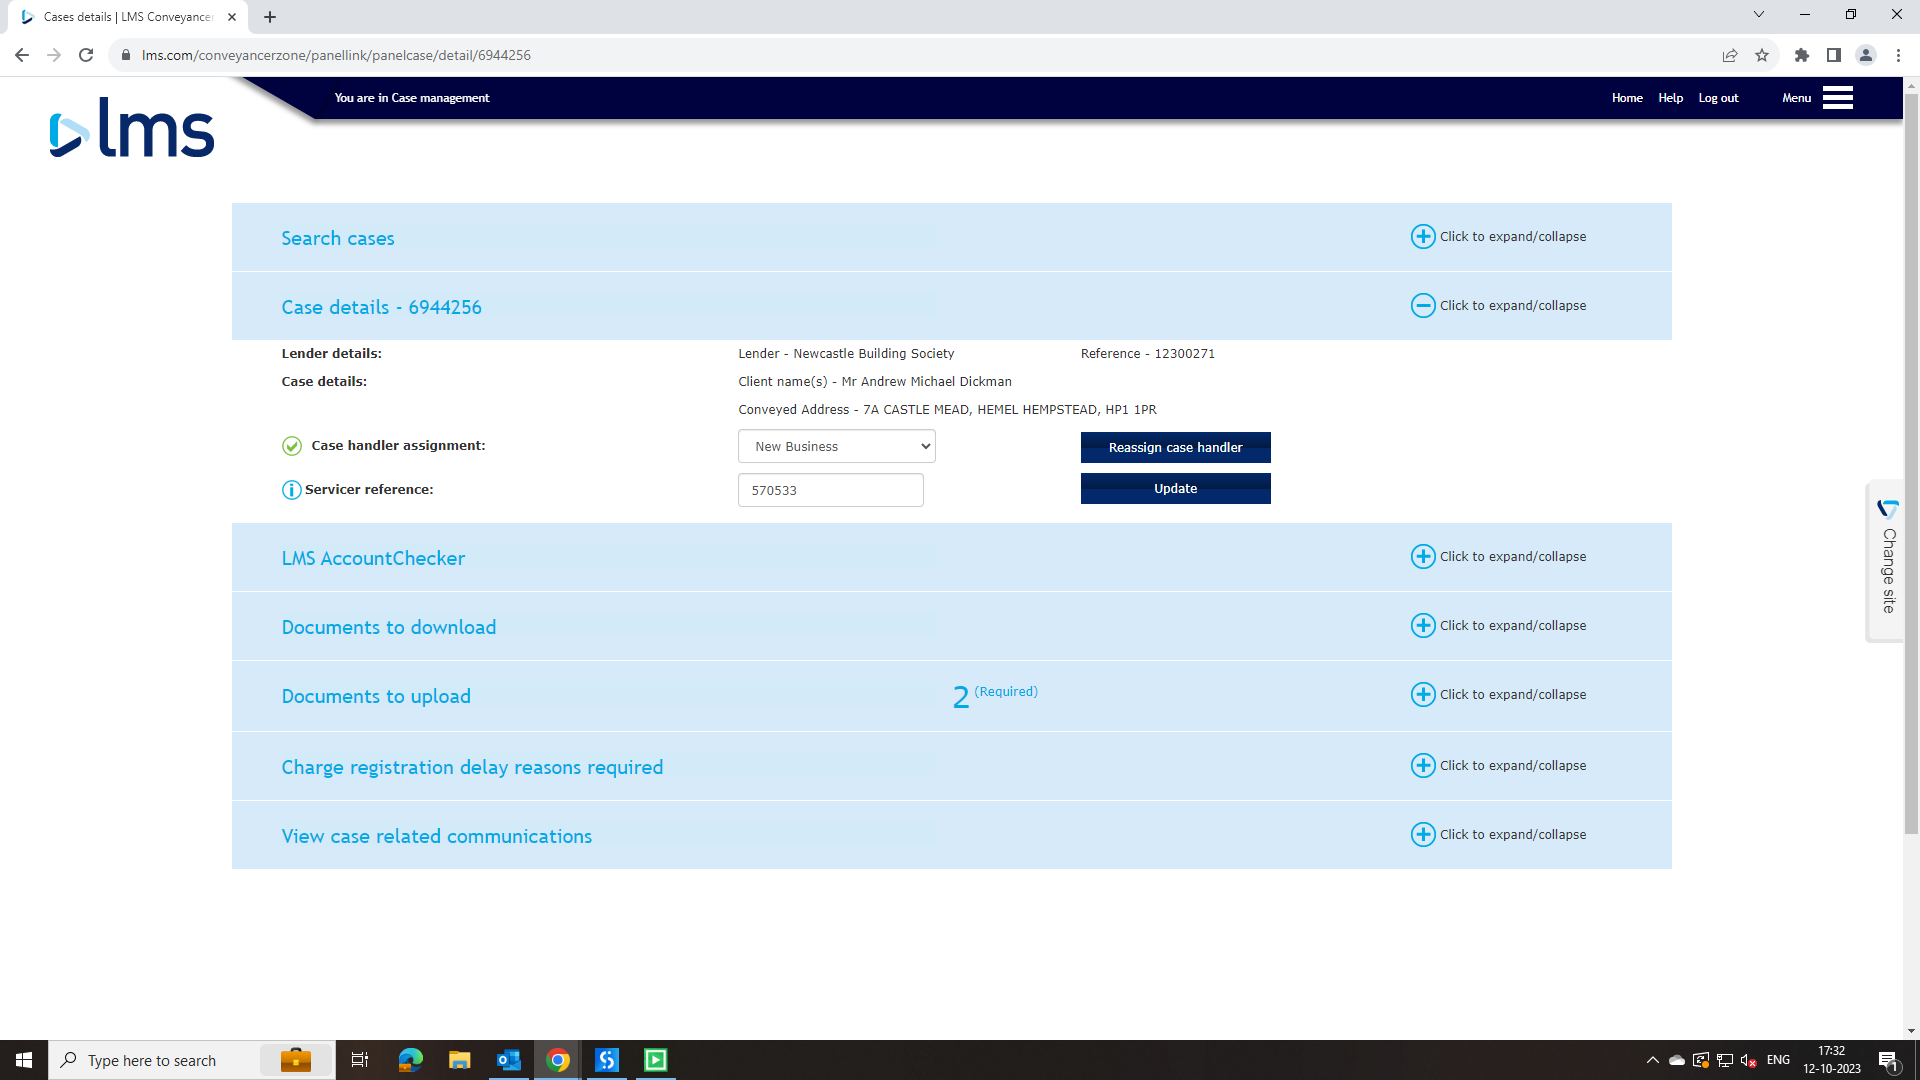 Cases details | LMS Conveyancer
lms.com/conveyancerzone/panellink/panelcase/detail/6944256
You are in Case management
Home
Help
Log out
Menu
lms
Search cases
Click to expand/collapse
Case details - 6944256
Click to expand/collapse
Lender details:
Lender - Newcastle Building Society
Reference - 12300271
Case details:
Client name(s) - Mr Andrew Michael Dickman
Conveyed Address - 7A CASTLE MEAD, HEMEL HEMPSTEAD, HP1 1PR
Case handler assignment:
New Business
Reassign case handler
Servicer reference:
570533
Update
Change site
LMS AccountChecker
Click to expand/collapse
Documents to download
Click to expand/collapse
Documents to upload
2 (Required)
Click to expand/collapse
Charge registration delay reasons required
Click to expand/collapse
View case related communications
Click to expand/collapse
Type here to search
ENG
17:32
12-10-2023
1